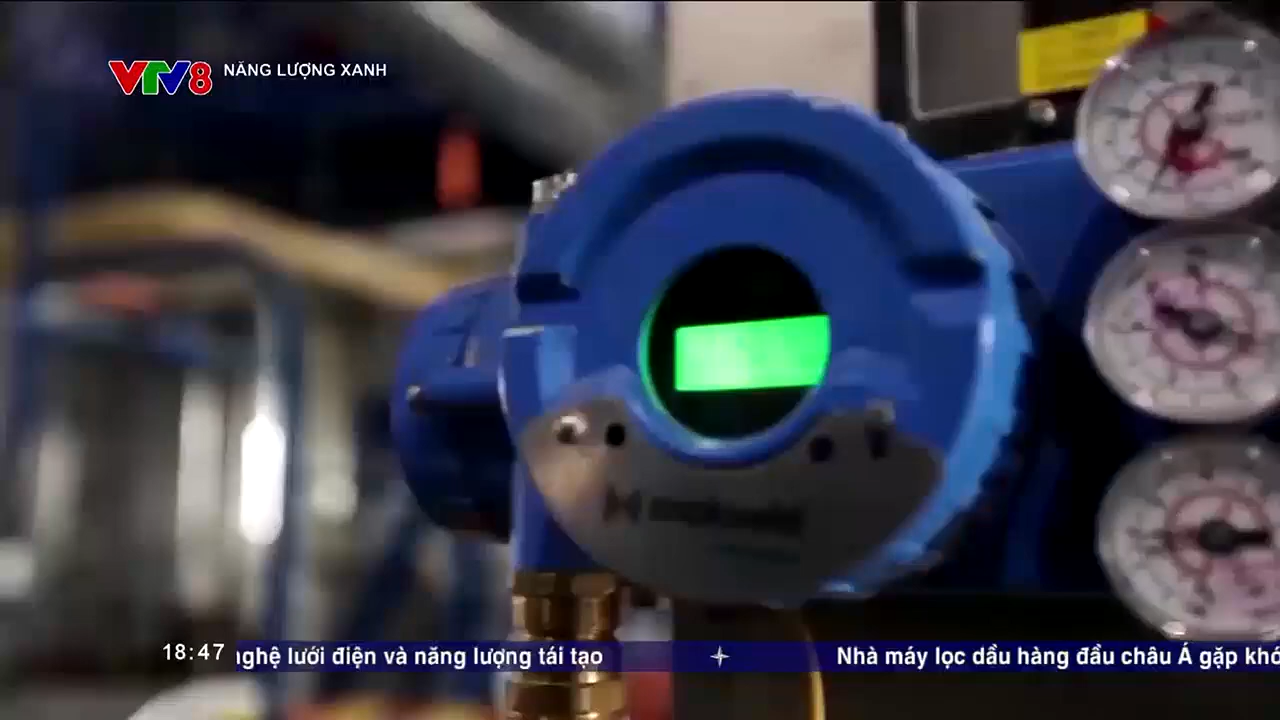 VTV8 NĂNG LƯỢNG XANH
18:47 nghệ lưới điện và năng lượng tái tạo Nhà máy lọc dầu hàng đầu châu Á gặp khó